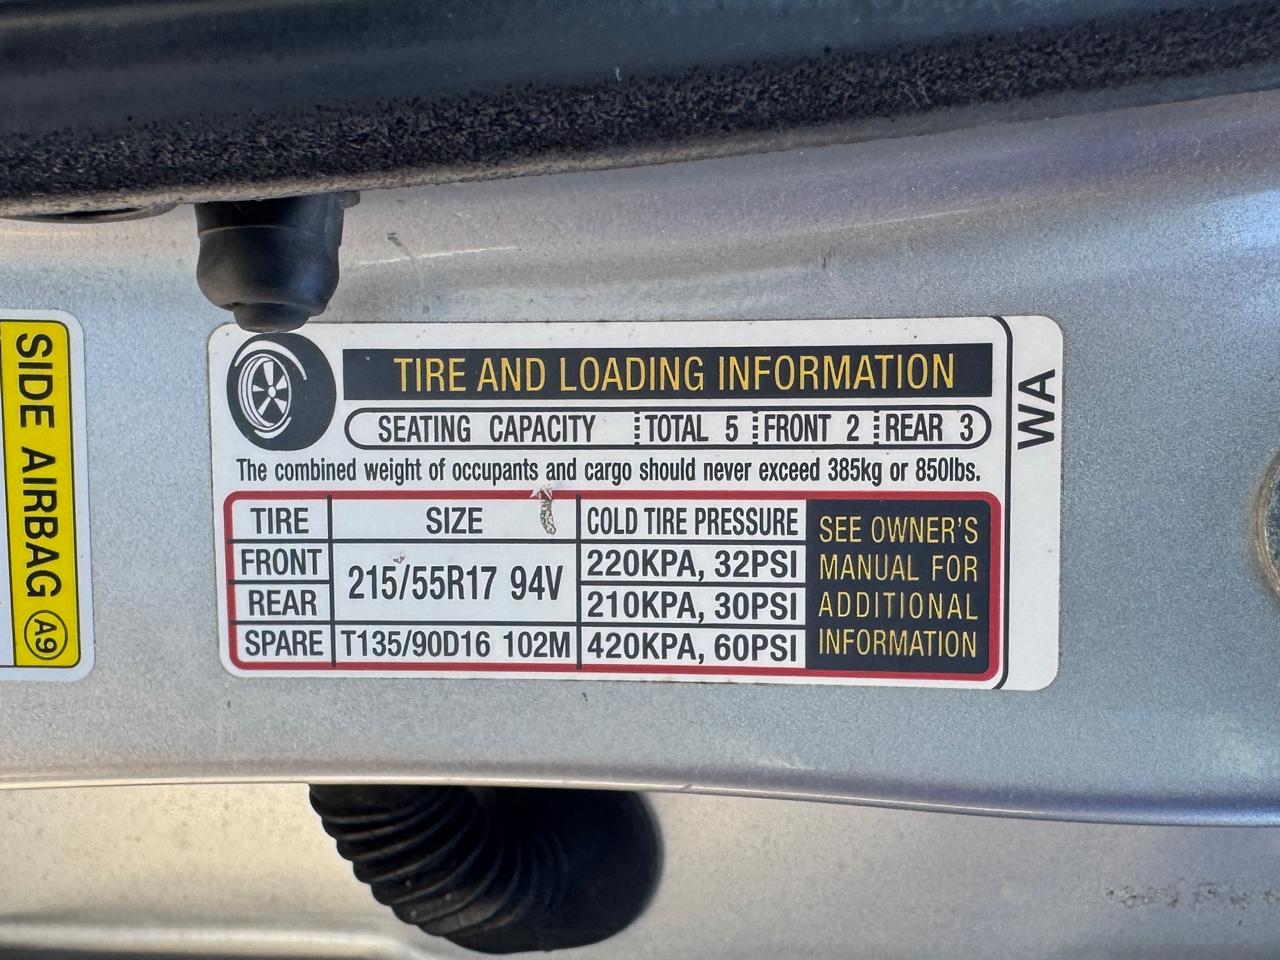 SIDE AIRBAG A9
TIRE AND LOADING INFORMATION
SEATING CAPACITY TOTAL 5 FRONT 2 REAR 3
The combined weight of occupants and cargo should never exceed 385kg or 850lbs.
TIRE SIZE COLD TIRE PRESSURE
FRONT 215/55R17 94V 220KPA, 32PSI
REAR 210KPA, 30PSI
SPARE T135/90D16 102M 420KPA, 60PSI
SEE OWNER'S
MANUAL FOR
ADDITIONAL
INFORMATION
WA